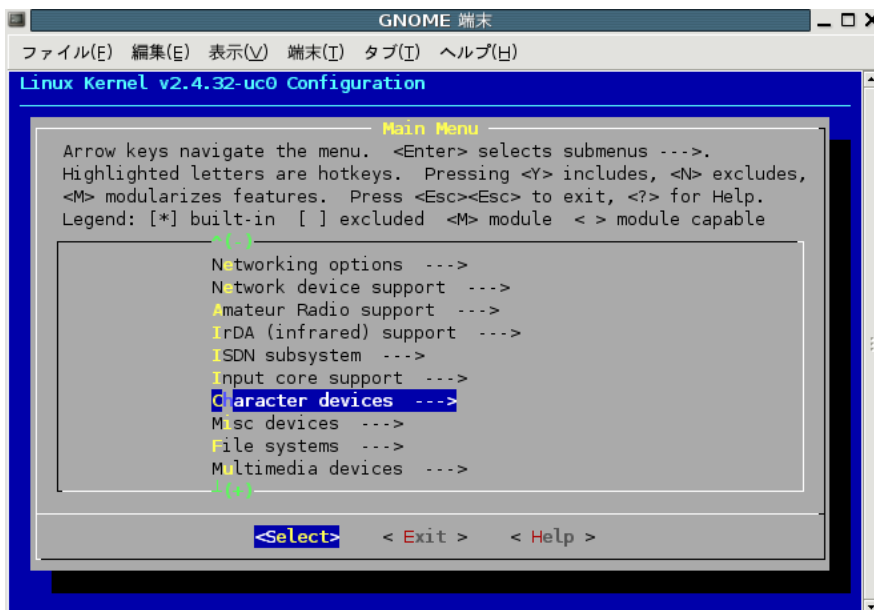 GNOME 端末
ファイル(F) 編集(E) 表示(V) 端末(T) タブ(T) ヘルプ(H)
Linux Kernel v2.4.32-uc0 Configuration
Main Menu
Arrow keys navigate the menu. <Enter> selects submenus --->.
Highlighted letters are hotkeys. Pressing <Y> includes, <N> excludes,
<M> modularizes features. Press <Esc><Esc> to exit, <?> for Help.
Legend: [*] built-in [ ] excluded <M> module < > module capable
^(-)
Networking options --->
Network device support --->
Amateur Radio support --->
IrDA (infrared) support --->
ISDN subsystem --->
Input core support --->
Character devices --->
Misc devices --->
File systems --->
Multimedia devices --->
┴(+)
<Select> < Exit > < Help >